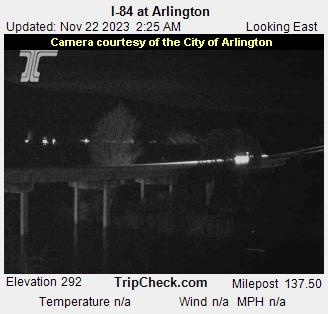 I-84 at Arlington
Updated: Nov 22 2023 2:25 AM Looking East
Camera courtesy of the City of Arlington
Elevation 292 TripCheck.com Milepost 137.50
Temperature n/a Wind n/a MPH n/a